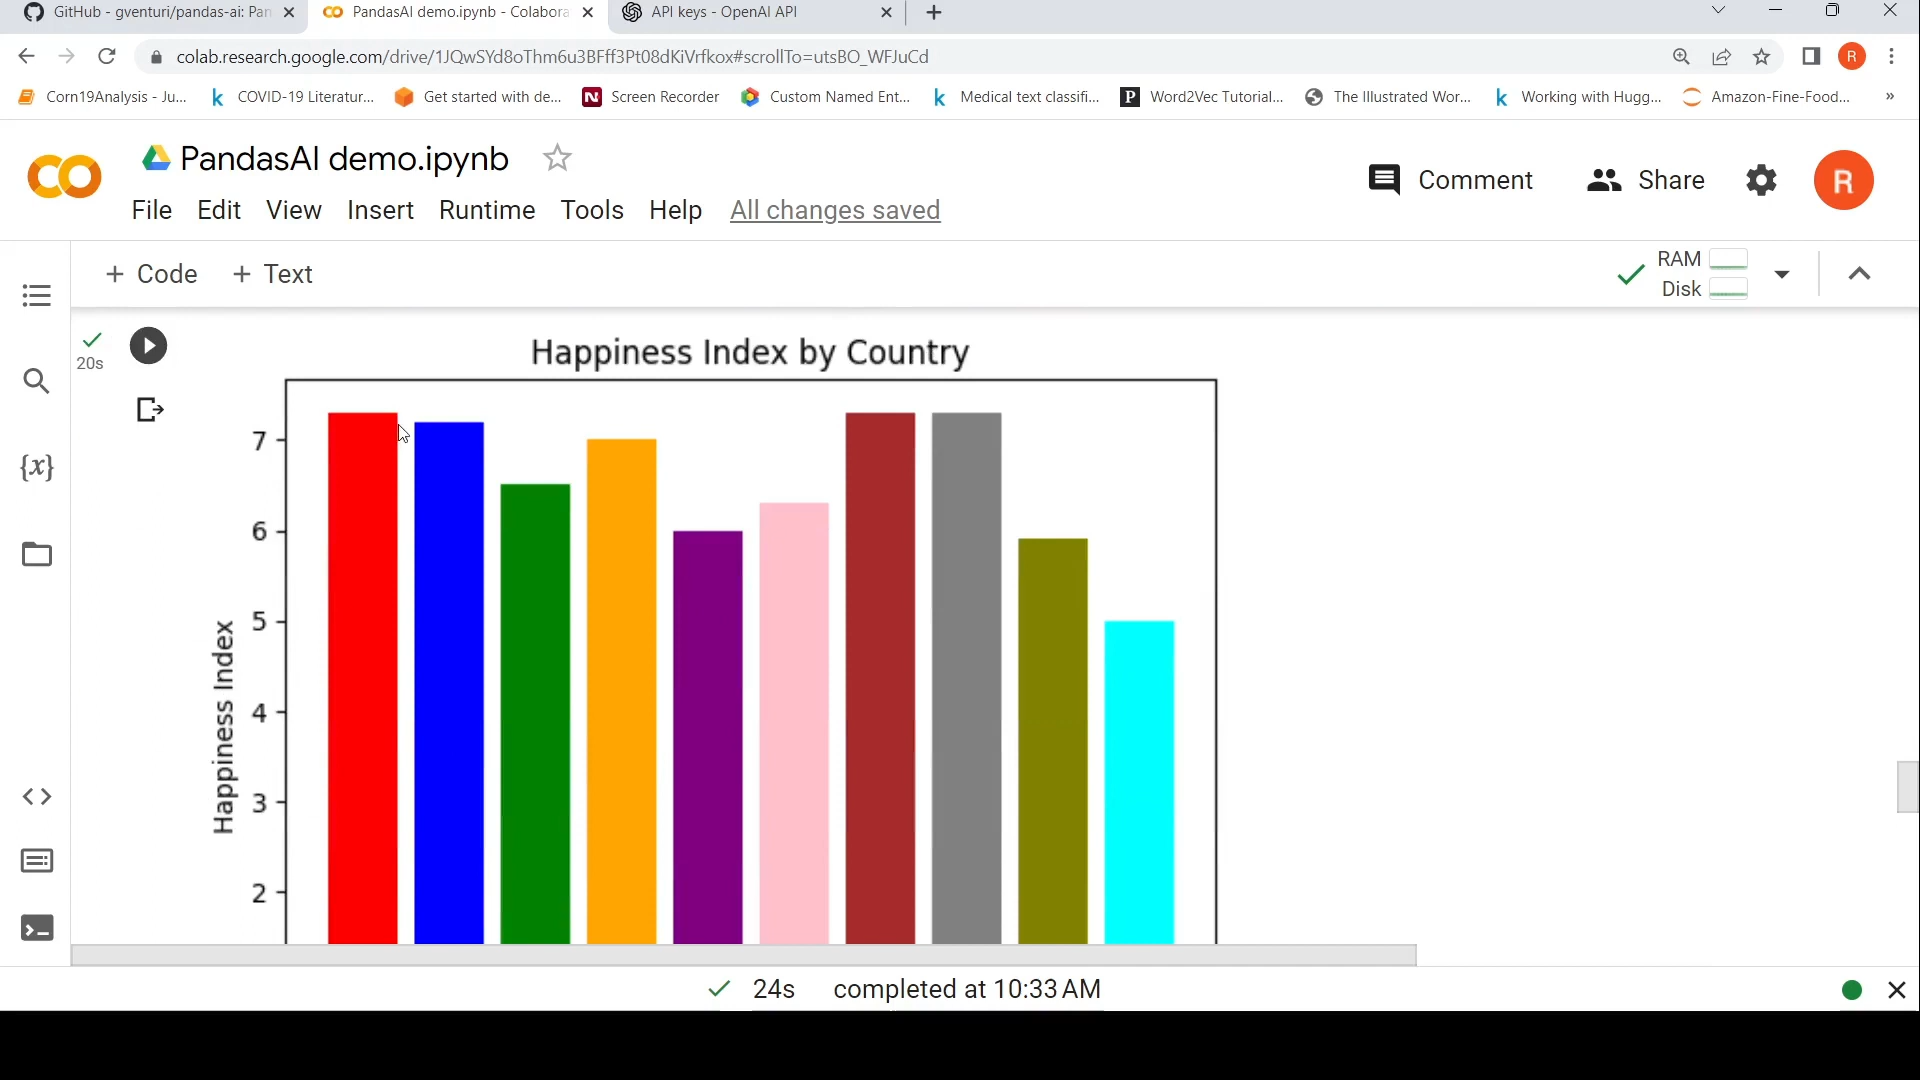 GitHub - gventuri/pandas-ai: Pan
PandasAI demo.ipynb - Colabora
API keys - OpenAI API
colab.research.google.com/drive/1JQwSYd8oThm6u3BFff3Pt08dKiVrfkox#scrollTo=utsBO_WFJuCd
R
Corn19Analysis - Ju...
COVID-19 Literatur...
Get started with de...
N Screen Recorder
Custom Named Ent...
k Medical text classifi...
P Word2Vec Tutorial...
The Illustrated Wor...
k Working with Hugg...
Amazon-Fine-Food...
»
PandasAI demo.ipynb
Comment
Share
R
File Edit View Insert Runtime Tools Help All changes saved
+ Code + Text
RAM
Disk
20s
{x}
Happiness Index by Country
Happiness Index
7
6
5
4
3
2
24s completed at 10:33 AM